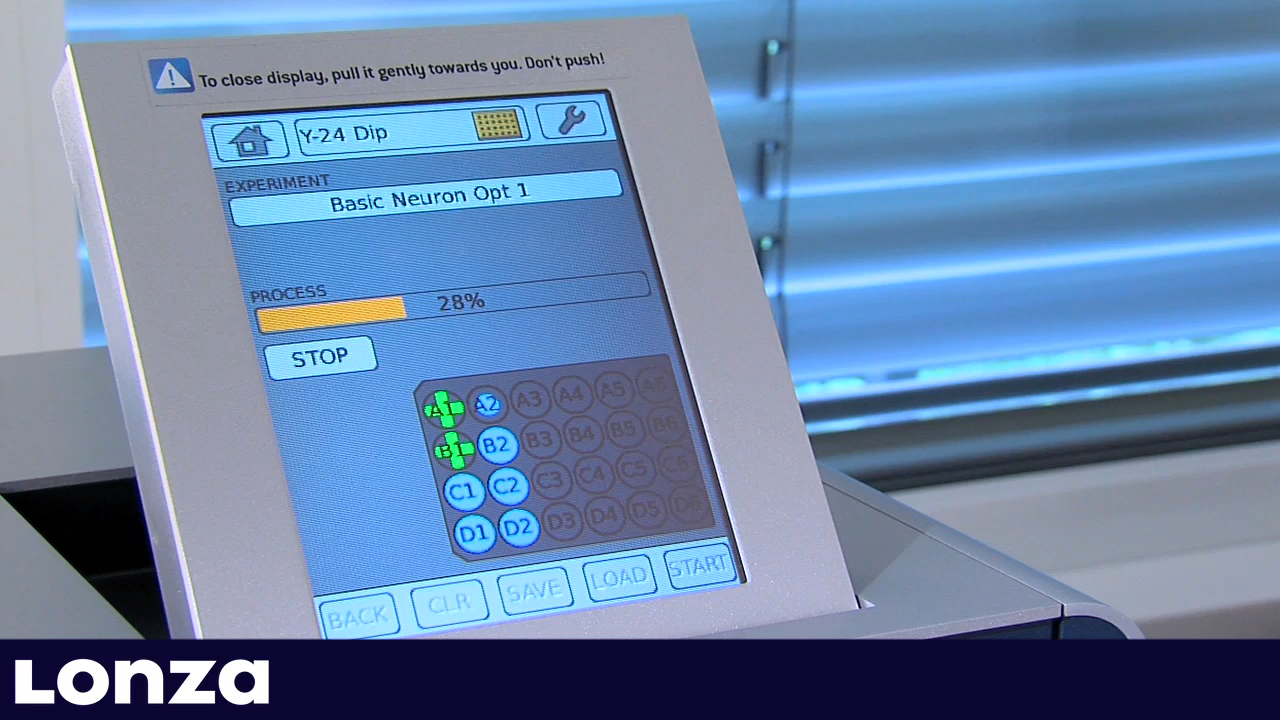 To close display, pull it gently towards you. Don't push!
Y-24 Dip
EXPERIMENT
Basic Neuron Opt 1
PROCESS
28%
STOP
A1 A2 A3 A4 A5 A6
B1 B2 B3 B4 B5 B6
C1 C2 C3 C4 C5 C6
D1 D2 D3 D4 D5 D6
BACK CLR SAVE LOAD START
Lonza